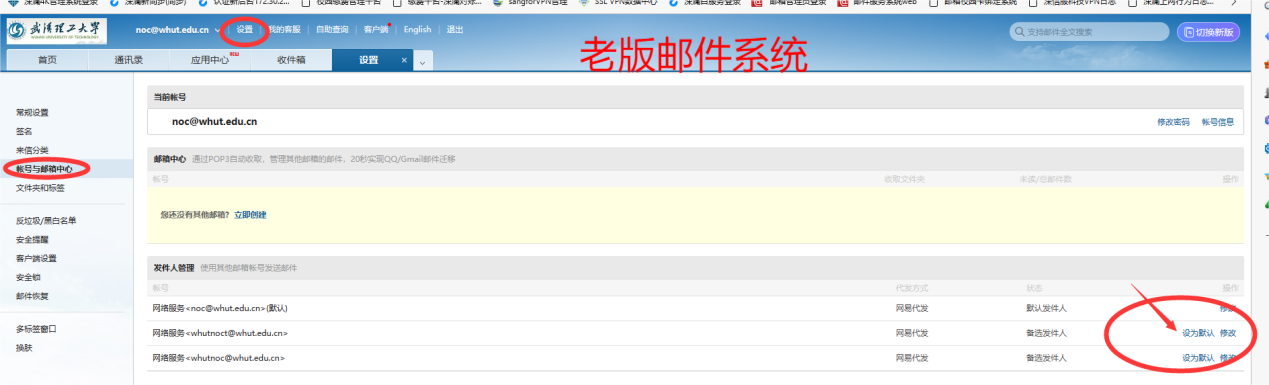 武漢理工大学
WUHAN UNIVERSITY OF TECHNOLOGY
noc@whut.edu.cn 设置 我的客服 自助查询 客户端 English 退出
支持邮件全文搜索
切换新版
老版邮件系统
首页 通讯录 应用中心 收件箱 设置 ×
常规设置
签名
来信分类
帐号与邮箱中心
文件夹和标签
反垃圾/黑白名单
安全提醒
客户端设置
安全锁
邮件恢复
多标签窗口
换肤
当前帐号
noc@whut.edu.cn 修改密码 帐号信息
邮箱中心 通过POP3自动收取，管理其他邮箱的邮件，20秒实现QQ/Gmail邮件迁移
帐号 收取文件夹 未读/总邮件数 操作
您还没有其他邮箱? 立即创建
发件人管理 使用其他邮箱帐号发送邮件
帐号 代发方式 状态 操作
网络服务<noc@whut.edu.cn>(默认) 网易代发 默认发件人 修改
网络服务<whutnoct@whut.edu.cn> 网易代发 备选发件人 设为默认 修改
网络服务<whutnoc@whut.edu.cn> 网易代发 备选发件人 设为默认 修改